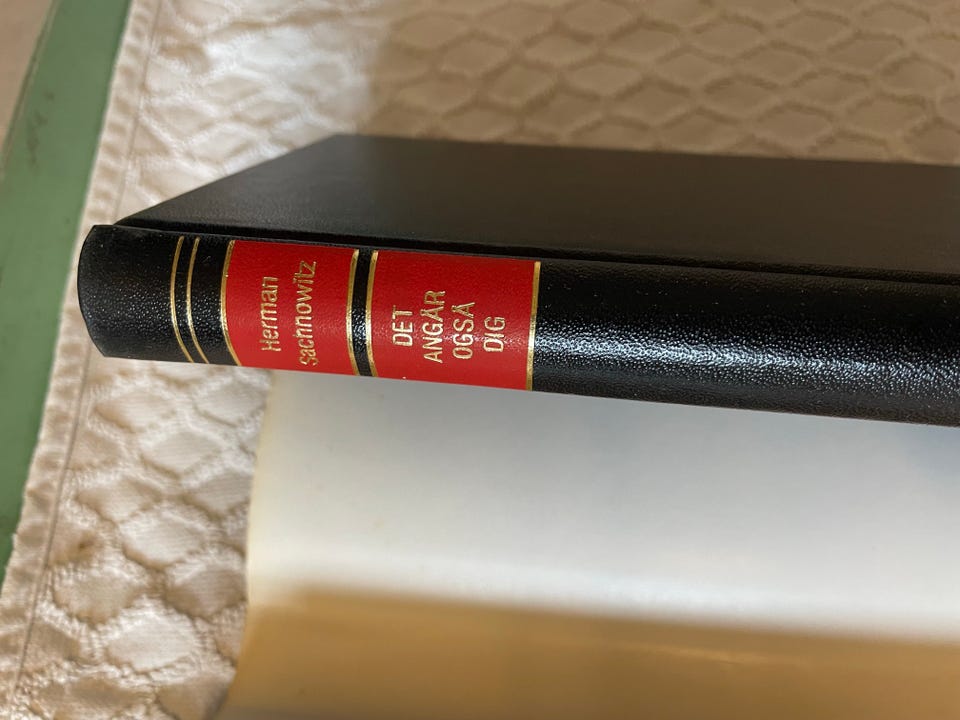 Herman
Sachnowitz
DET
ANGÅR
OGSÅ
DIG